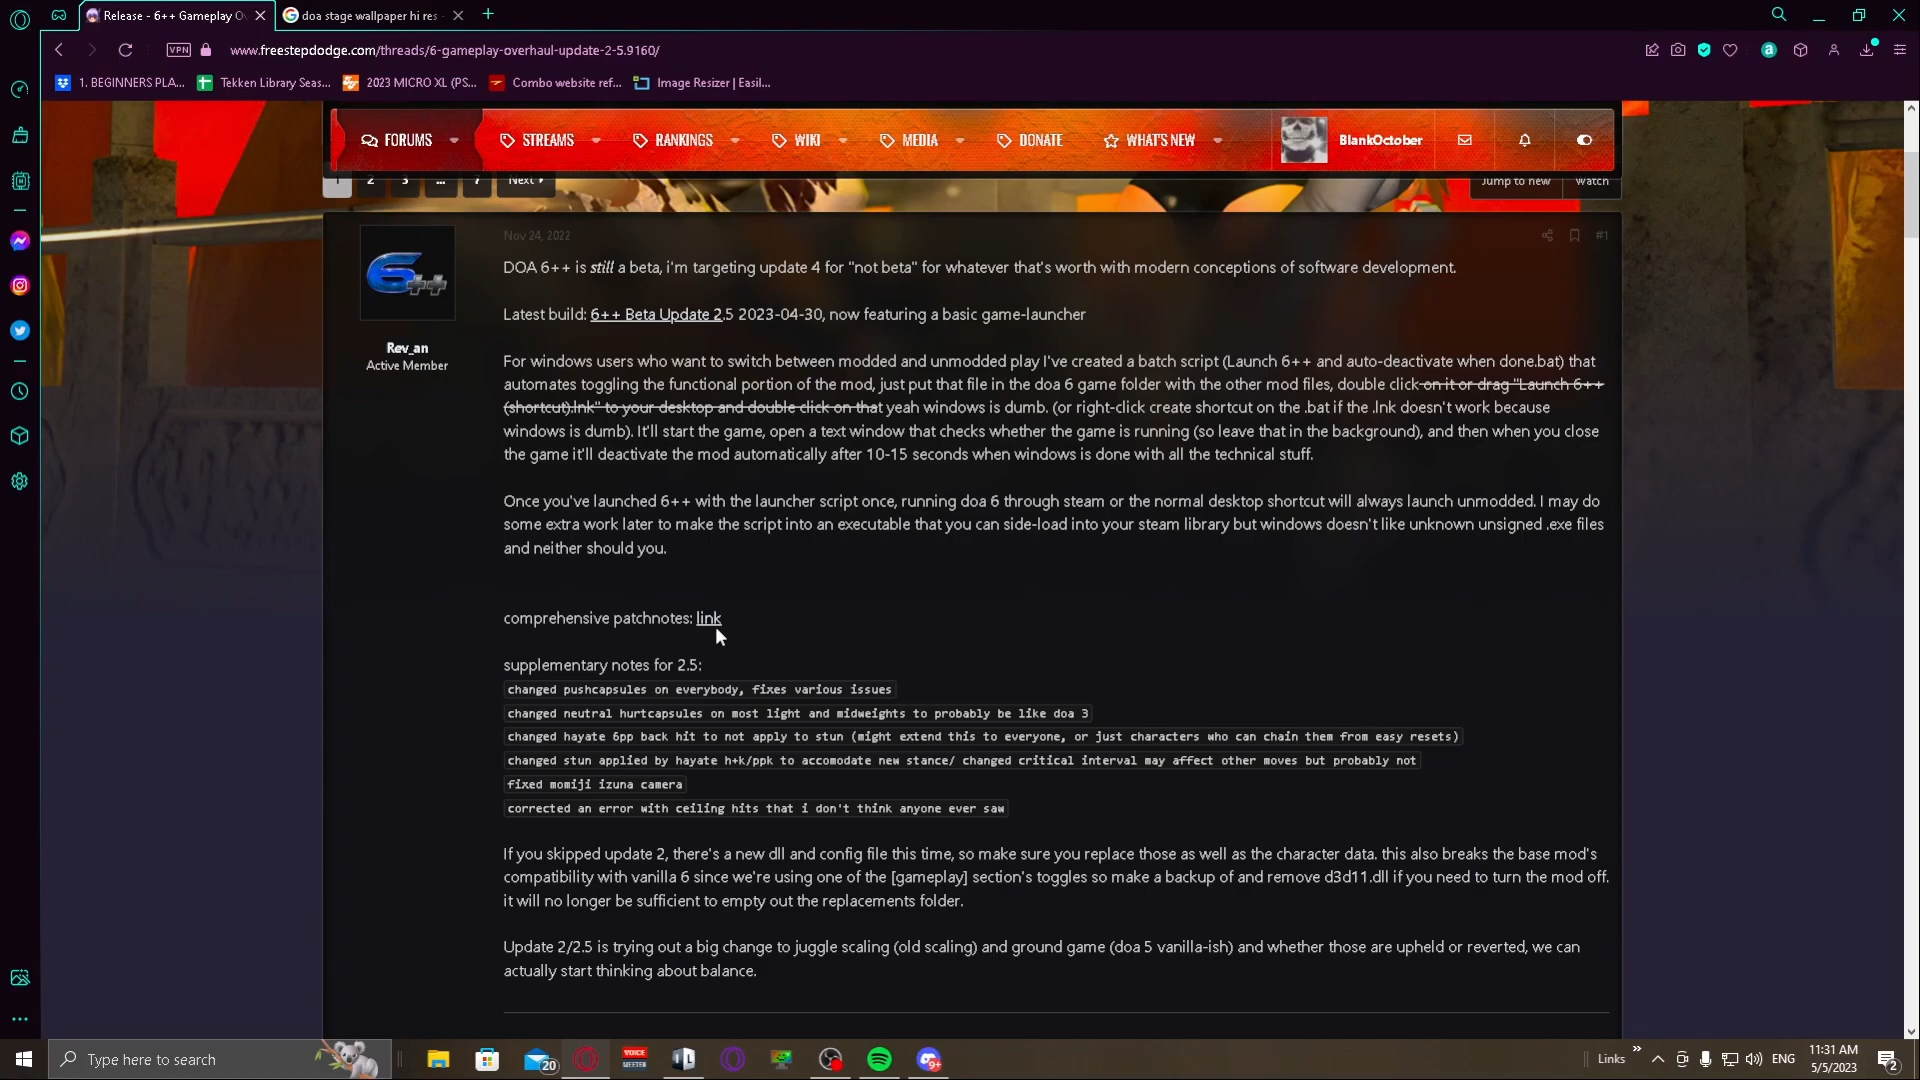 Release - 6++ Gameplay O
doa stage wallpaper hi res -
VPN
www.freestepdodge.com/threads/6-gameplay-overhaul-update-2-5.9160/
1. BEGINNERS PLA...
Tekken Library Seas...
2023 MICRO XL (PS...
Combo website ref...
Image Resizer | Easil...
FORUMS
STREAMS
RANKINGS
WIKI
MEDIA
DONATE
WHAT'S NEW
BlankOctober
1
2
3
...
7
Next
Jump to new
Watch
Nov 24, 2022
#1
6++
Rev_an
Active Member
DOA 6++ is still a beta, i'm targeting update 4 for "not beta" for whatever that's worth with modern conceptions of software development.
Latest build: 6++ Beta Update 2.5 2023-04-30, now featuring a basic game-launcher
For windows users who want to switch between modded and unmodded play I've created a batch script (Launch 6++ and auto-deactivate when done.bat) that
automates toggling the functional portion of the mod, just put that file in the doa 6 game folder with the other mod files, double click on it or drag "Launch 6++
(shortcut).lnk" to your desktop and double click on that yeah windows is dumb. (or right-click create shortcut on the .bat if the .lnk doesn't work because
windows is dumb). It'll start the game, open a text window that checks whether the game is running (so leave that in the background), and then when you close
the game it'll deactivate the mod automatically after 10-15 seconds when windows is done with all the technical stuff.
Once you've launched 6++ with the launcher script once, running doa 6 through steam or the normal desktop shortcut will always launch unmodded. I may do
some extra work later to make the script into an executable that you can side-load into your steam library but windows doesn't like unknown unsigned .exe files
and neither should you.
comprehensive patchnotes: link
supplementary notes for 2.5:
changed pushcapsules on everybody, fixes various issues
changed neutral hurtcapsules on most light and midweights to probably be like doa 3
changed hayate 6pp back hit to not apply to stun (might extend this to everyone, or just characters who can chain them from easy resets)
changed stun applied by hayate h+k/ppk to accomodate new stance/ changed critical interval may affect other moves but probably not
fixed momiji izuna camera
corrected an error with ceiling hits that i don't think anyone ever saw
If you skipped update 2, there's a new dll and config file this time, so make sure you replace those as well as the character data. this also breaks the base mod's
compatibility with vanilla 6 since we're using one of the [gameplay] section's toggles so make a backup of and remove d3d11.dll if you need to turn the mod off.
it will no longer be sufficient to empty out the replacements folder.
Update 2/2.5 is trying out a big change to juggle scaling (old scaling) and ground game (doa 5 vanilla-ish) and whether those are upheld or reverted, we can
actually start thinking about balance.
Type here to search
20
VOICE
MEETER
9+
Links
ENG
11:31 AM
5/5/2023
2